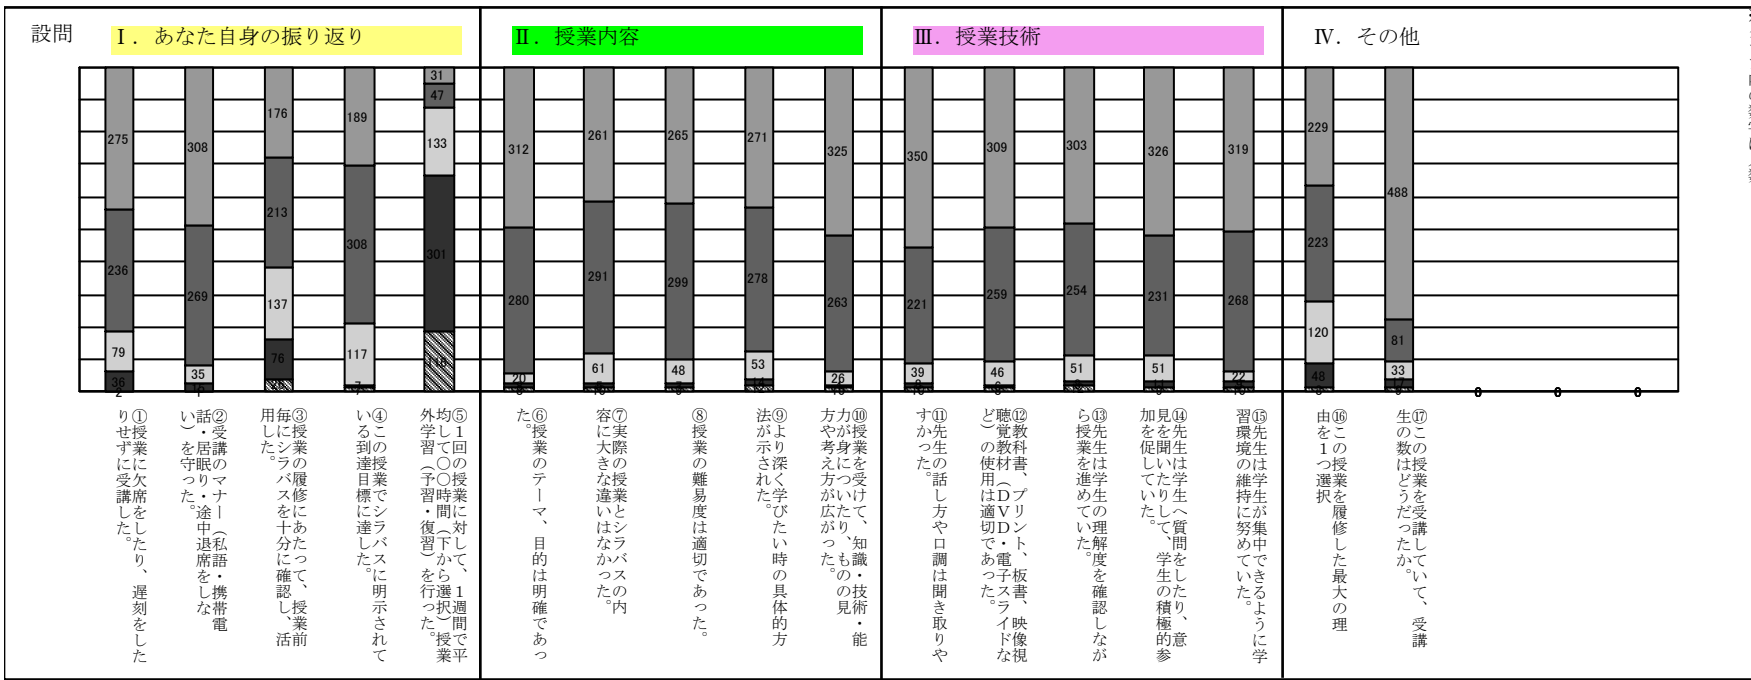 設問
Ⅰ．あなた自身の振り返り
Ⅱ．授業内容
Ⅲ．授業技術
Ⅳ．その他
275
236
79
36
2
308
269
35
15
1
176
213
137
76
25
189
308
117
7
31
47
133
301
118
312
280
20
261
291
61
265
299
48
271
278
53
14
325
263
26
350
221
39
309
259
46
303
254
51
326
231
51
11
319
268
22
229
223
120
48
488
81
33
17
0
0
0
①授業に欠席をしたり、遅刻をした
りせずに受講した。
②受講のマナー（私語・携帯電
話・居眠り・途中退席をしな
い）を守った。
③授業の履修にあたって、授業前
毎にシラバスを十分に確認し、活
用した。
④この授業でシラバスに明示されて
いる到達目標に達した。
⑤１回の授業に対して、１週間で平
均して〇〇時間（下から選択）授業
外学習（予習・復習）を行った。
⑥授業のテーマ、目的は明確であっ
た。
⑦実際の授業とシラバスの内
容に大きな違いはなかった。
⑧授業の難易度は適切であった。
⑨より深く学びたい時の具体的方
法が示された。
⑩授業を受けて、知識・技術・能
力が身についたり、ものの見
方や考え方が広がった。
⑪先生の話し方や口調は聞き取りや
すかった。
⑫教科書、プリント、板書、映像視
聴覚教材（ＤＶＤ・電子スライドな
ど）の使用は適切であった。
⑬先生は学生の理解度を確認しなが
ら授業を進めていた。
⑭先生は学生へ質問をしたり、意
見を聞いたりして、学生の積極的参
加を促していた。
⑮先生は学生が集中できるように学
習環境の維持に努めていた。
⑯この授業を履修した最大の理
由を１つ選択
⑰この授業を受講していて、受講
生の数はどうだったか。